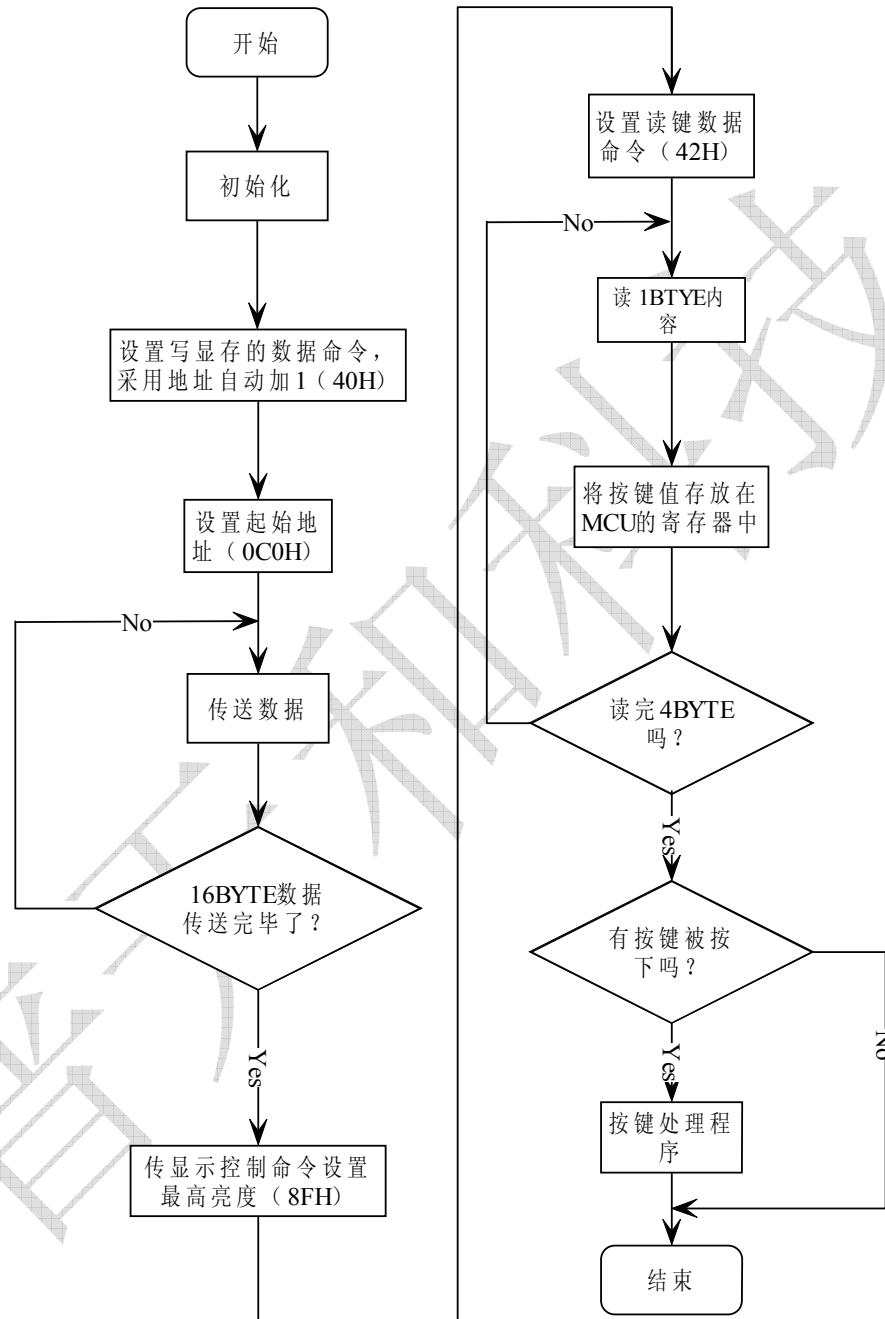 开始
初始化
设置写显存的数据命令，
采用地址自动加1（40H）
设置起始地
址（0C0H）
No
传送数据
16BYTE数据
传送完毕了？
Yes
传显示控制命令设置
最高亮度（8FH）
设置读键数据
命令（42H）
No
读1BTYE内
容
将按键值存放在
MCU的寄存器中
读完4BYTE
吗？
Yes
有按键被按
下吗？
No
Yes
按键处理程
序
结束
普天和科技